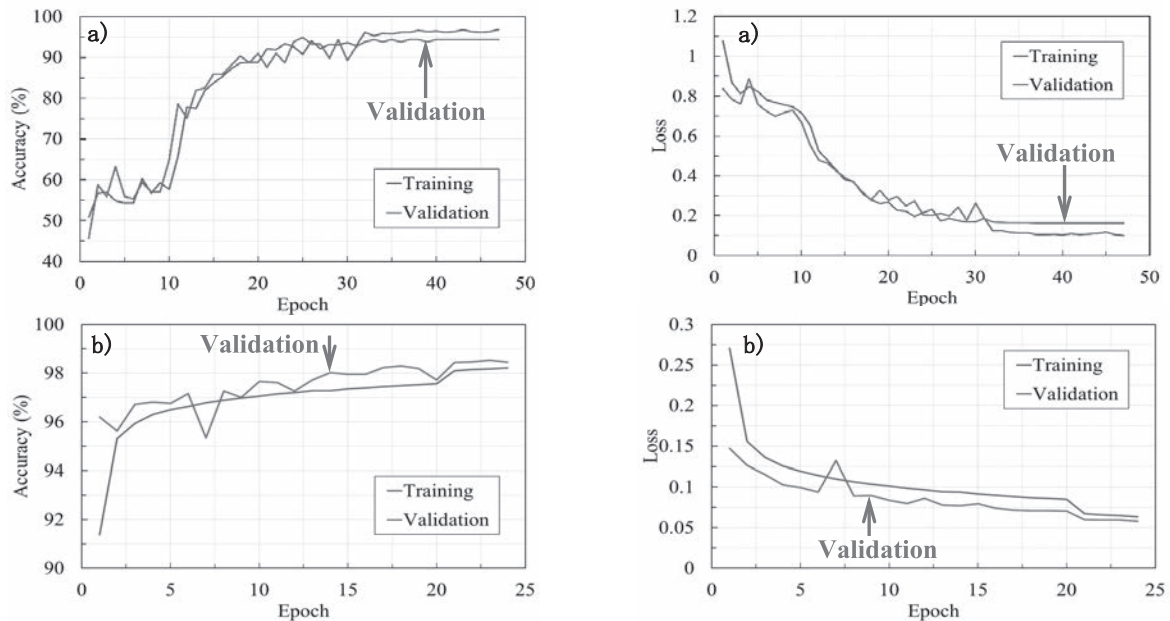 a)
100
90
80
70
60
50
40
Accuracy (%)
Validation
Training
Validation
0 10 20 30 40 50
Epoch
a)
1.2
1
0.8
0.6
0.4
0.2
0
Loss
Training
Validation
Validation
0 10 20 30 40 50
Epoch
b)
100
98
96
94
92
90
Accuracy (%)
Validation
Training
Validation
0 5 10 15 20 25
Epoch
b)
0.3
0.25
0.2
0.15
0.1
0.05
0
Loss
Training
Validation
Validation
0 5 10 15 20 25
Epoch